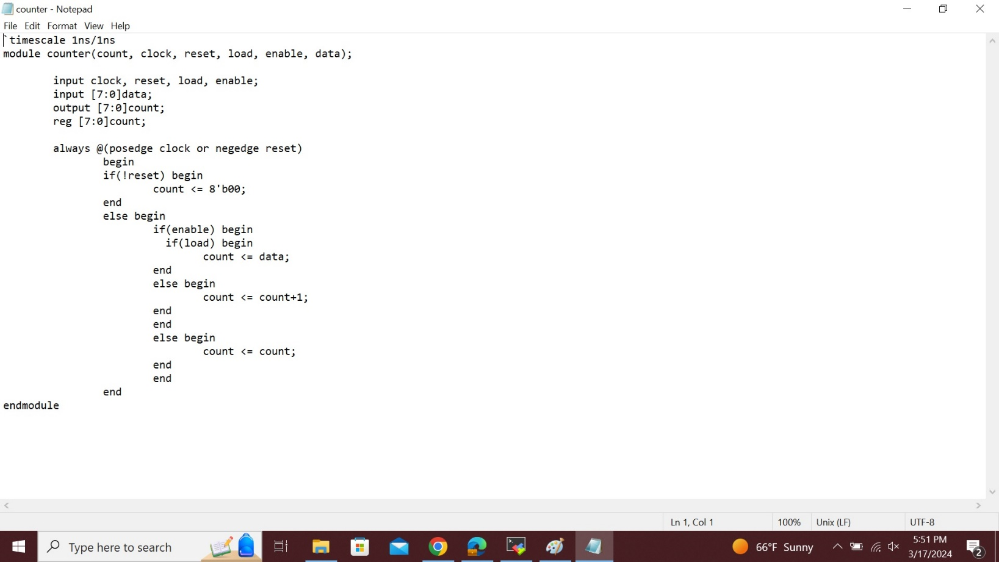 counter - Notepad
File Edit Format View Help
`timescale 1ns/1ns
module counter(count, clock, reset, load, enable, data);
input clock, reset, load, enable;
input [7:0]data;
output [7:0]count;
reg [7:0]count;
always @(posedge clock or negedge reset)
begin
if(!reset) begin
count <= 8'b00;
end
else begin
if(enable) begin
if(load) begin
count <= data;
end
else begin
count <= count+1;
end
end
else begin
count <= count;
end
end
end
endmodule
Ln 1, Col 1 100% Unix (LF) UTF-8
Type here to search 66°F Sunny 5:51 PM 2
3/17/2024